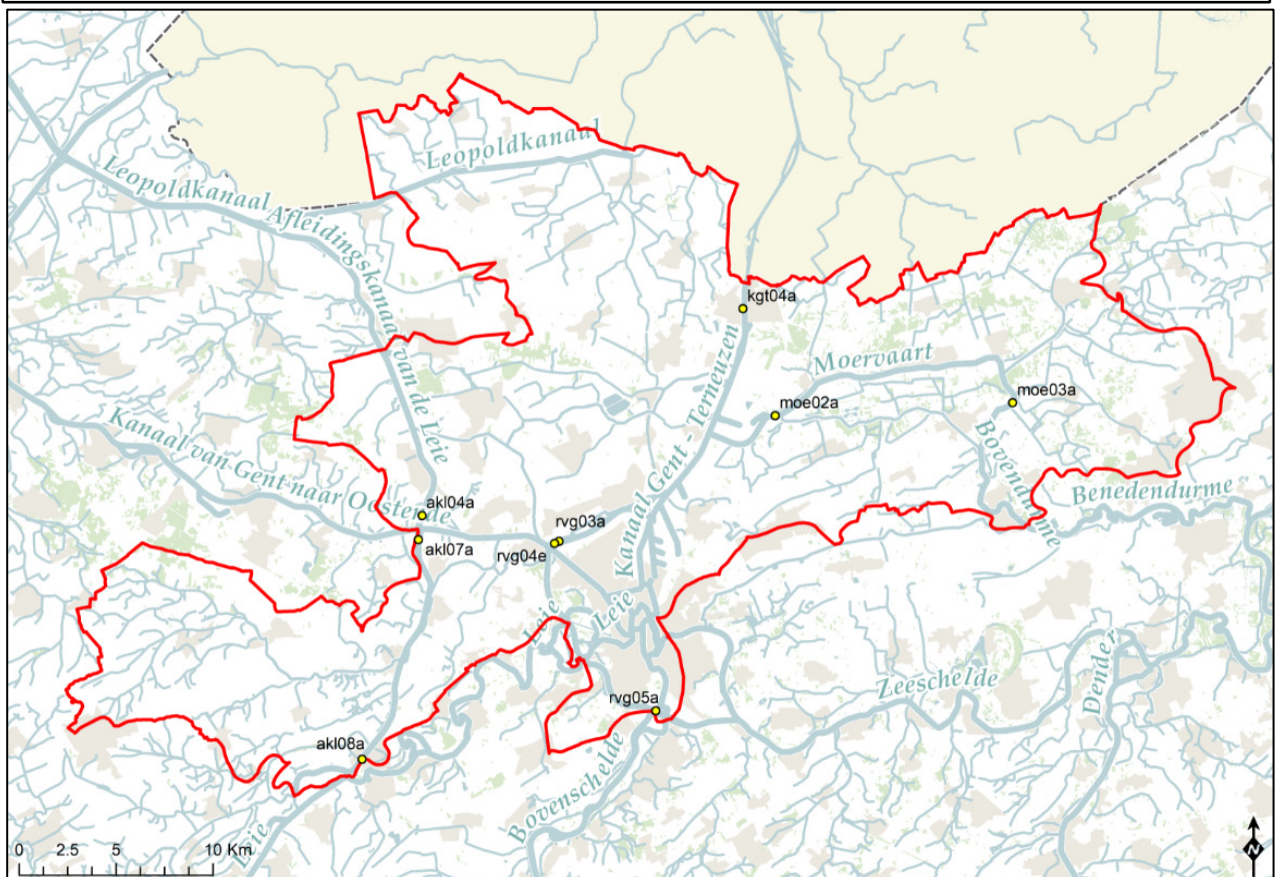 Leopoldkanaal
Leopoldkanaal Afleidingskanaal van de Leie
kgt04a
Moervaart
moe02a
moe03a
Kanaal Gent - Terneuzen
Kanaal van Gent naar Oostende
Bovendurme
Benedendurme
akl04a
akl07a
rvg03a
rvg04e
Leie
Leie
Zeeschelde
Dender
rvg05a
akl08a
Bovenschelde
0 2.5 5 10 Km
N